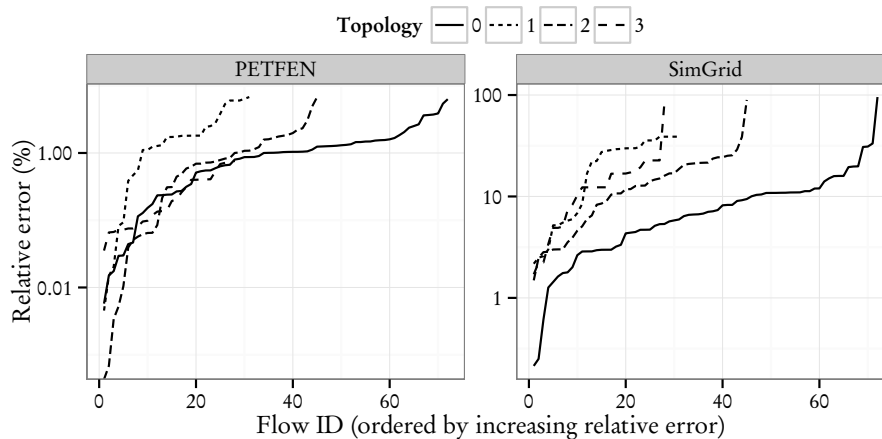 Topology 0 1 2 3
PETFEN SimGrid
Relative error (%)
1.00
0.01
100
10
1
0 20 40 60
0 20 40 60
Flow ID (ordered by increasing relative error)